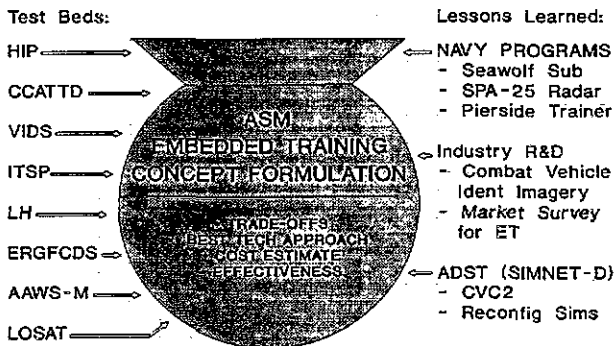 Test Beds:
HIP
CCATTD
VIDS
ITSP
LH
ERGFCDS
AAWS-M
LOSAT
ASM
EMBEDDED TRAINING
CONCEPT FORMULATION
TRADE-OFFS
BEST TECH APPROACH
COST ESTIMATE
EFFECTIVENESS
Lessons Learned:
NAVY PROGRAMS
- Seawolf Sub
- SPA-25 Radar
- Pierside Trainer
Industry R&D
- Combat Vehicle
Ident Imagery
- Market Survey
for ET
ADST (SIMNET-D)
- CVC2
- Reconfig Sims